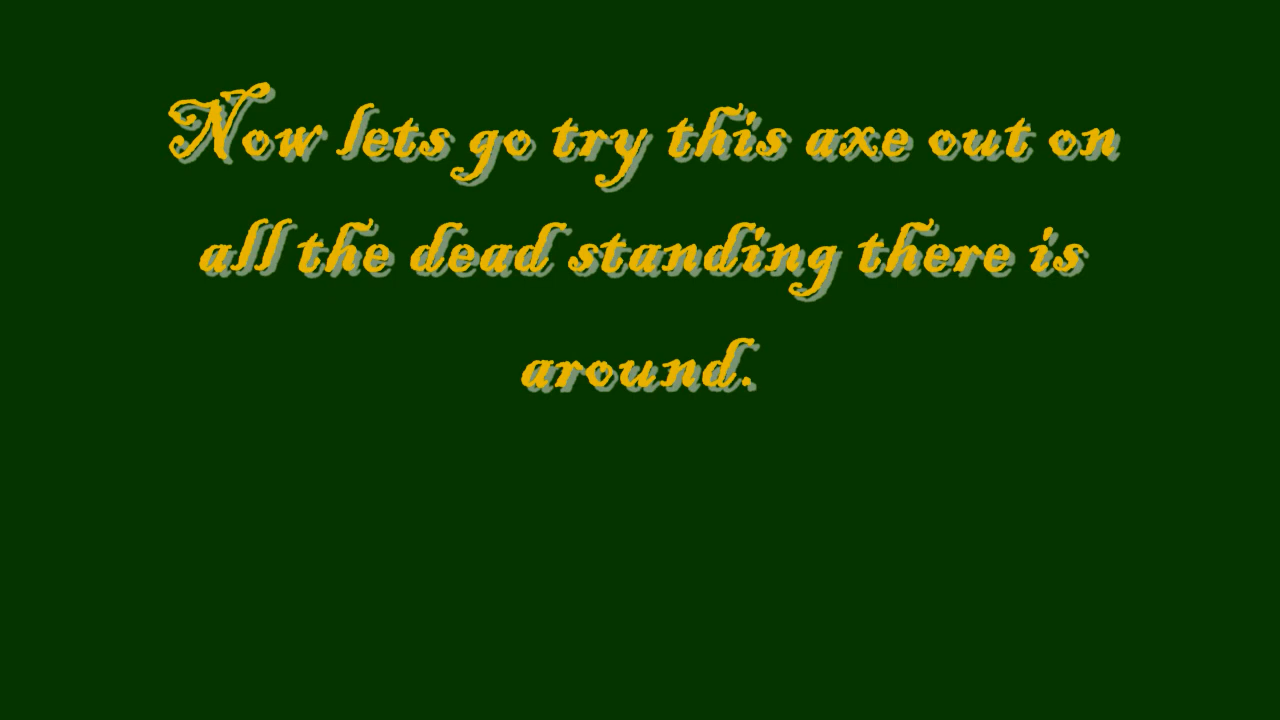 Now lets go try this axe out on
all the dead standing there is
around.